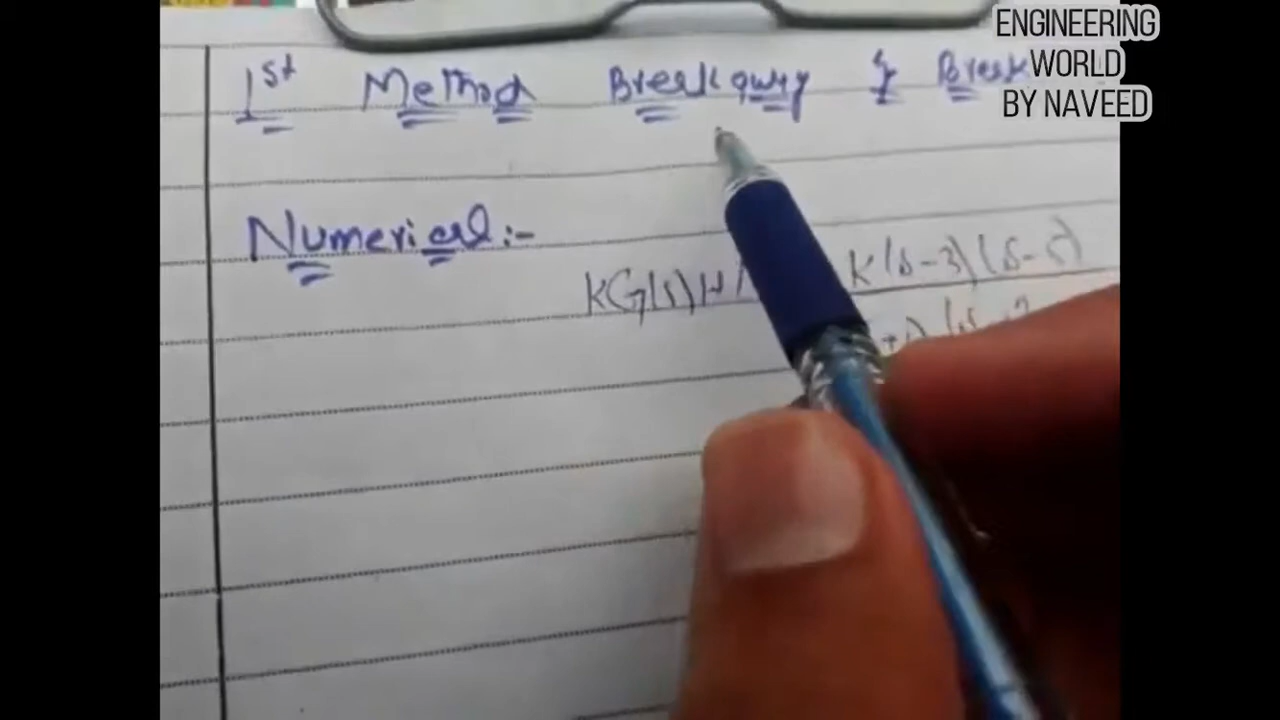 1st Method Breakaway & Break
ENGINEERING
WORLD
BY NAVEED
Numerical :-
KG(s)H K(s-3)(s-5)